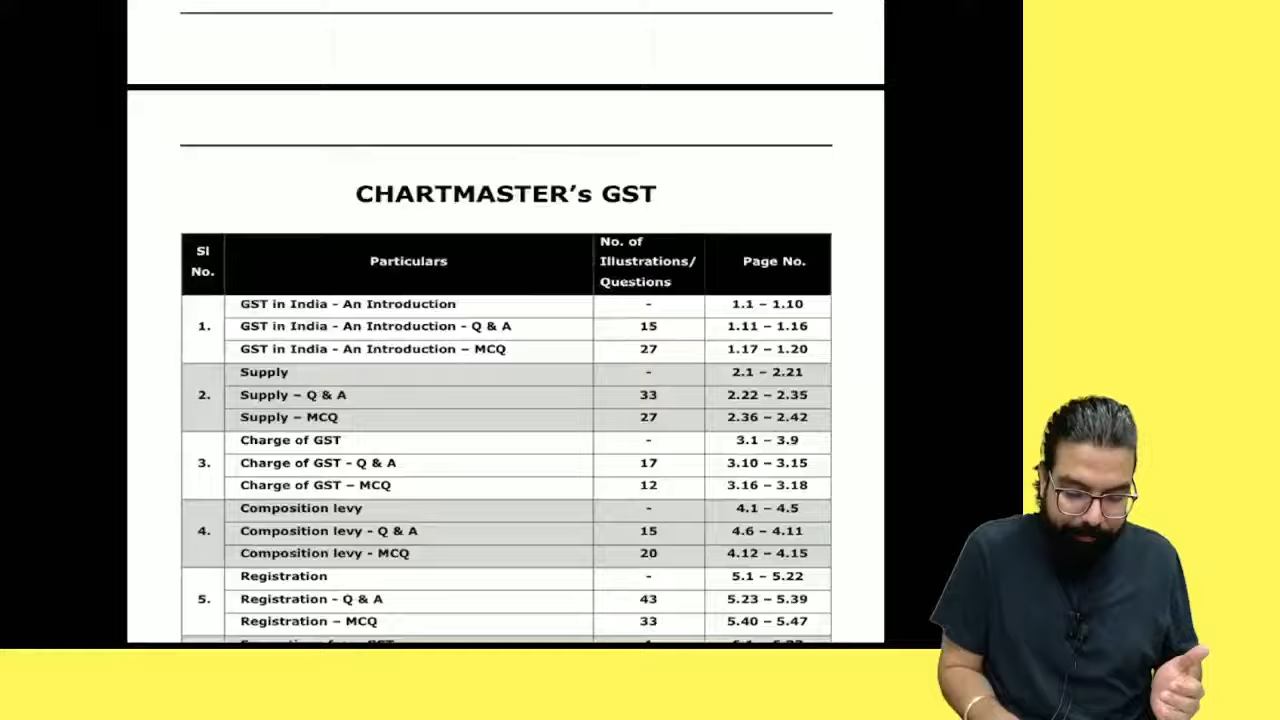 CHARTMASTER's GST
Sl No. Particulars No. of Illustrations/ Questions Page No.
1. GST in India - An Introduction - 1.1 – 1.10
GST in India - An Introduction - Q & A 15 1.11 – 1.16
GST in India - An Introduction – MCQ 27 1.17 – 1.20
2. Supply - 2.1 – 2.21
Supply – Q & A 33 2.22 – 2.35
Supply – MCQ 27 2.36 – 2.42
3. Charge of GST - 3.1 – 3.9
Charge of GST - Q & A 17 3.10 – 3.15
Charge of GST – MCQ 12 3.16 – 3.18
4. Composition levy - 4.1 – 4.5
Composition levy - Q & A 15 4.6 – 4.11
Composition levy - MCQ 20 4.12 – 4.15
5. Registration - 5.1 – 5.22
Registration - Q & A 43 5.23 – 5.39
Registration – MCQ 33 5.40 – 5.47